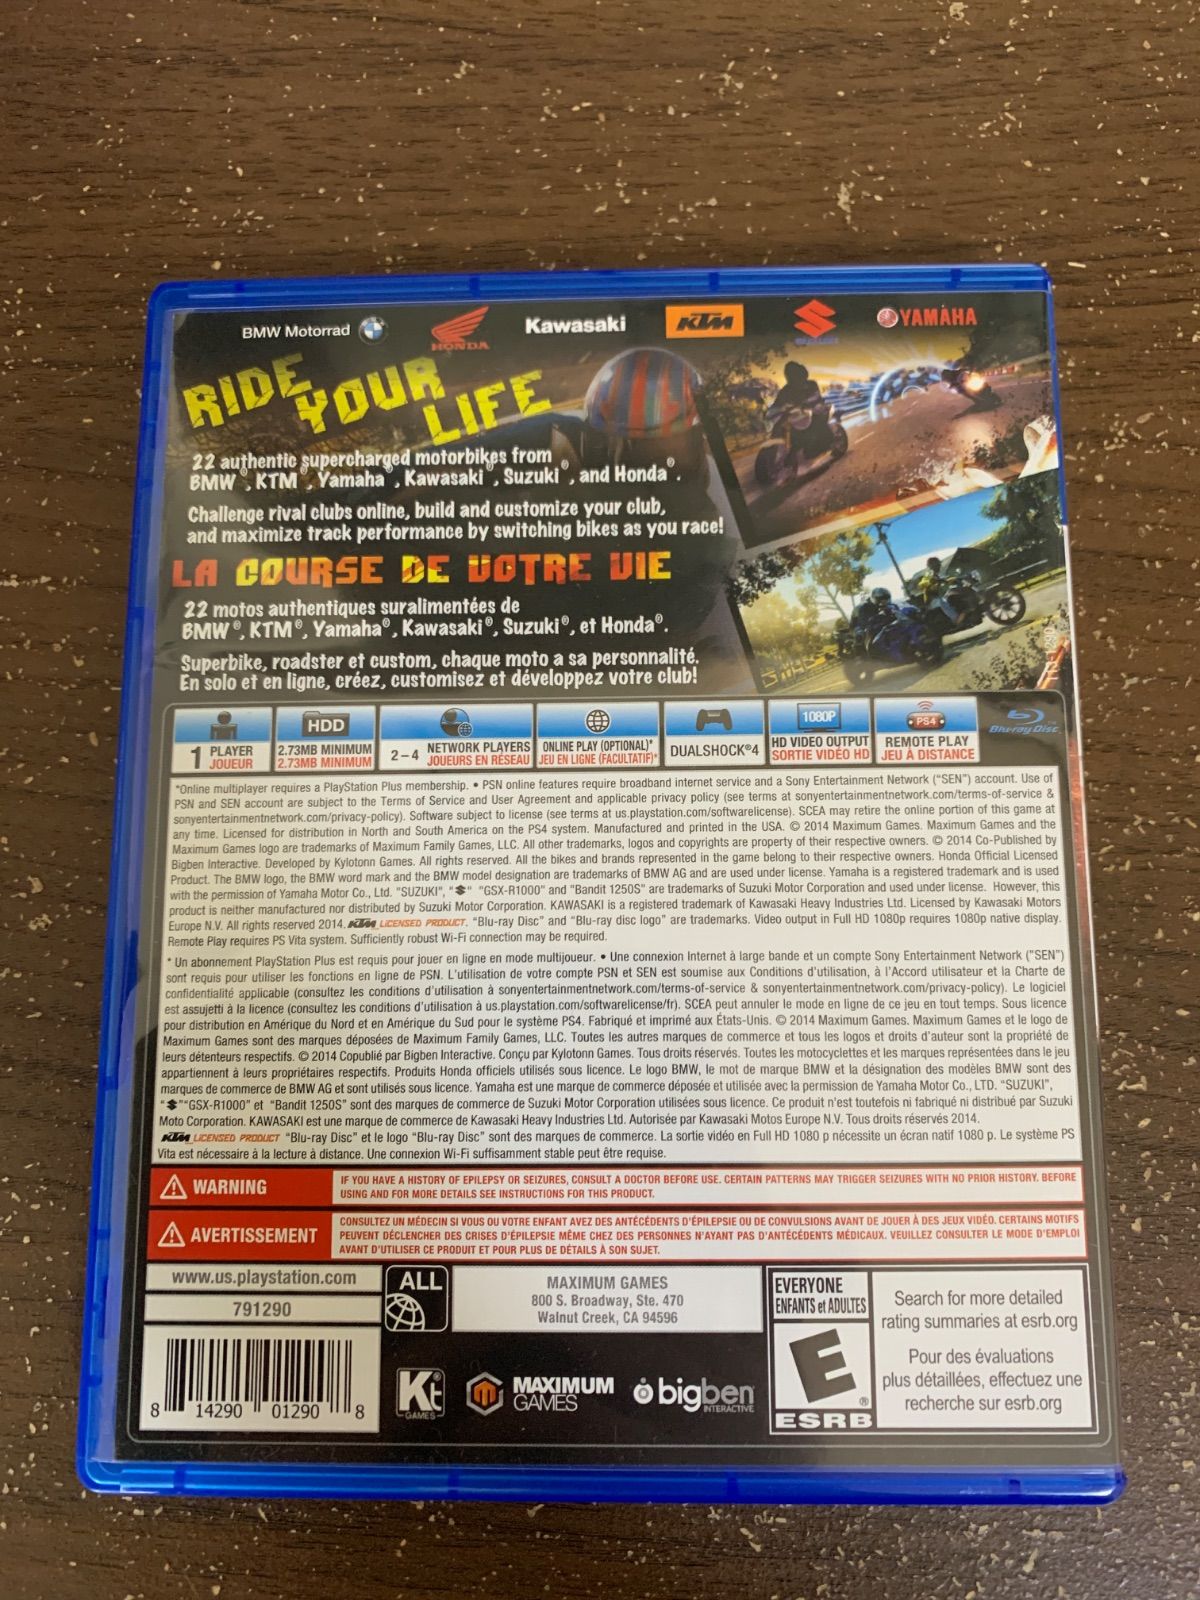 BMW Motorrad
HONDA
Kawasaki
KTM
YAMAHA
RIDE
YOUR
LIFE
22 authentic supercharged motorbikes from
BMW®, KTM®, Yamaha®, Kawasaki®, Suzuki®, and Honda®.
Challenge rival clubs online, build and customize your club,
and maximize track performance by switching bikes as you race!
LA COURSE DE VOTRE VIE
22 motos authentiques suralimentées de
BMW®, KTM®, Yamaha®, Kawasaki®, Suzuki®, et Honda®.
Superbike, roadster et custom, chaque moto a sa personnalité.
En solo et en ligne, créez, customisez et développez votre club!
1 PLAYER
JOUEUR
HDD
2.73MB MINIMUM
2.73MB MINIMUM
2–4 NETWORK PLAYERS
JOUEURS EN RÉSEAU
ONLINE PLAY (OPTIONAL)*
JEU EN LIGNE (FACULTATIF)*
DUALSHOCK®4
1080P
HD VIDEO OUTPUT
SORTIE VIDÉO HD
PS4
REMOTE PLAY
JEU À DISTANCE
Blu-ray Disc™
*Online multiplayer requires a PlayStation Plus membership. • PSN online features require broadband internet service and a Sony Entertainment Network ("SEN") account. Use of
PSN and SEN account are subject to the Terms of Service and User Agreement and applicable privacy policy (see terms at sonyentertainmentnetwork.com/terms-of-service &
sonyentertainmentnetwork.com/privacy-policy). Software subject to license (see terms at us.playstation.com/softwarelicense). SCEA may retire the online portion of this game at
any time. Licensed for distribution in North and South America on the PS4 system. Manufactured and printed in the USA. © 2014 Maximum Games. Maximum Games and the
Maximum Games logo are trademarks of Maximum Family Games, LLC. All other trademarks, logos and copyrights are property of their respective owners. © 2014 Co-Published by
Bigben Interactive. Developed by Kylotonn Games. All rights reserved. All the bikes and brands represented in the game belong to their respective owners. Honda Official Licensed
Product. The BMW logo, the BMW word mark and the BMW model designation are trademarks of BMW AG and are used under license. Yamaha is a registered trademark and is used
with the permission of Yamaha Motor Co., Ltd. "SUZUKI", "S" "GSX-R1000" and "Bandit 1250S" are trademarks of Suzuki Motor Corporation and used under license. However, this
product is neither manufactured nor distributed by Suzuki Motor Corporation. KAWASAKI is a registered trademark of Kawasaki Heavy Industries Ltd. Licensed by Kawasaki Motors
Europe N.V. All rights reserved 2014. KTM LICENSED PRODUCT. "Blu-ray Disc" and "Blu-ray disc logo" are trademarks. Video output in Full HD 1080p requires 1080p native display.
Remote Play requires PS Vita system. Sufficiently robust Wi-Fi connection may be required.
* Un abonnement PlayStation Plus est requis pour jouer en ligne en mode multijoueur. • Une connexion Internet à large bande et un compte Sony Entertainment Network ("SEN")
sont requis pour utiliser les fonctions en ligne de PSN. L'utilisation de votre compte PSN et SEN est soumise aux Conditions d'utilisation, à l'Accord utilisateur et la Charte de
confidentialité applicable (consultez les conditions d'utilisation à sonyentertainmentnetwork.com/terms-of-service & sonyentertainmentnetwork.com/privacy-policy). Le logiciel
est assujetti à la licence (consultez les conditions d'utilisation à us.playstation.com/softwarelicense/fr). SCEA peut annuler le mode en ligne de ce jeu en tout temps. Sous licence
pour distribution en Amérique du Nord et en Amérique du Sud pour le système PS4. Fabriqué et imprimé aux États-Unis. © 2014 Maximum Games. Maximum Games et le logo de
Maximum Games sont des marques déposées de Maximum Family Games, LLC. Toutes les autres marques de commerce et tous les logos et droits d'auteur sont la propriété de
leurs détenteurs respectifs. © 2014 Copublié par Bigben Interactive. Conçu par Kylotonn Games. Tous droits réservés. Toutes les motocyclettes et les marques représentées dans le jeu
appartiennent à leurs propriétaires respectifs. Produits Honda officiels utilisés sous licence. Le logo BMW, le mot de marque BMW et la désignation des modèles BMW sont des
marques de commerce de BMW AG et sont utilisés sous licence. Yamaha est une marque de commerce déposée et utilisée avec la permission de Yamaha Motor Co., LTD. "SUZUKI",
"S" "GSX-R1000" et "Bandit 1250S" sont des marques de commerce de Suzuki Motor Corporation utilisées sous licence. Ce produit n'est toutefois ni fabriqué ni distribué par Suzuki
Moto Corporation. KAWASAKI est une marque de commerce de Kawasaki Heavy Industries Ltd. Autorisée par Kawasaki Motos Europe N.V. Tous droits réservés 2014.
KTM LICENSED PRODUCT "Blu-ray Disc" et le logo "Blu-ray Disc" sont des marques de commerce. La sortie vidéo en Full HD 1080 p nécessite un écran natif 1080 p. Le système PS
Vita est nécessaire à la lecture à distance. Une connexion Wi-Fi suffisamment stable peut être requise.
WARNING
IF YOU HAVE A HISTORY OF EPILEPSY OR SEIZURES, CONSULT A DOCTOR BEFORE USE. CERTAIN PATTERNS MAY TRIGGER SEIZURES WITH NO PRIOR HISTORY. BEFORE
USING AND FOR MORE DETAILS SEE INSTRUCTIONS FOR THIS PRODUCT.
AVERTISSEMENT
CONSULTEZ UN MÉDECIN SI VOUS OU VOTRE ENFANT AVEZ DES ANTÉCÉDENTS D'ÉPILEPSIE OU DE CONVULSIONS AVANT DE JOUER À DES JEUX VIDÉO. CERTAINS MOTIFS
PEUVENT DÉCLENCHER DES CRISES D'ÉPILEPSIE MÊME CHEZ DES PERSONNES N'AYANT PAS D'ANTÉCÉDENTS MÉDICAUX. VEUILLEZ CONSULTER LE MODE D'EMPLOI
AVANT D'UTILISER CE PRODUIT ET POUR PLUS DE DÉTAILS À SON SUJET.
www.us.playstation.com
791290
ALL
MAXIMUM GAMES
800 S. Broadway, Ste. 470
Walnut Creek, CA 94596
EVERYONE
ENFANTS et ADULTES
E
®
ESRB
Search for more detailed
rating summaries at esrb.org
Pour des évaluations
plus détaillées, effectuez une
recherche sur esrb.org
8 14290 01290 8
Kt
GAMES
MAXIMUM
GAMES
bigben
INTERACTIVE